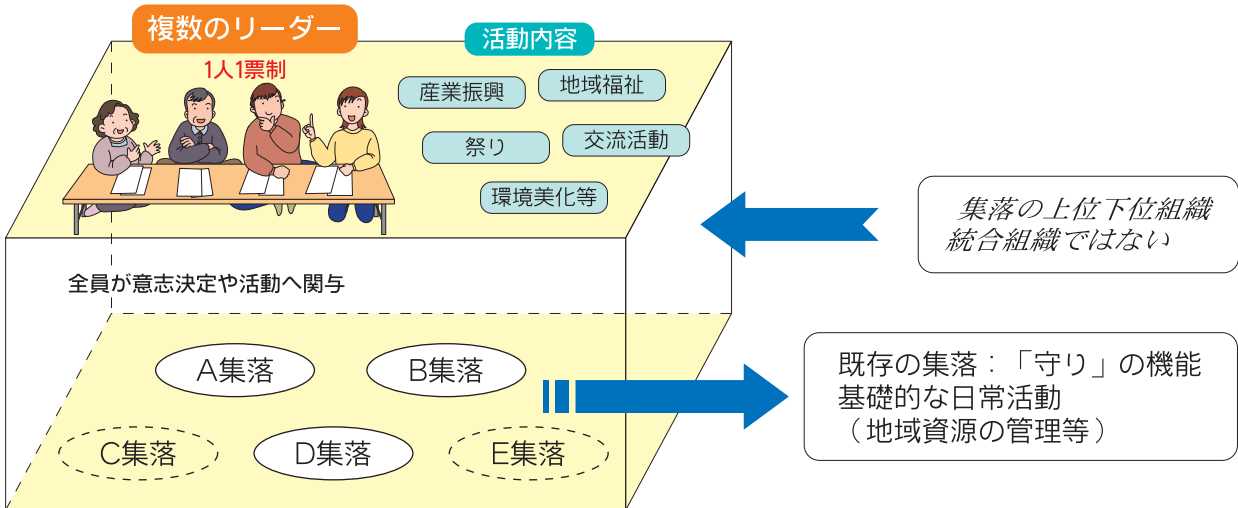 複数のリーダー
活動内容
1人1票制
産業振興
地域福祉
祭り
交流活動
環境美化等
集落の上位下位組織
統合組織ではない
全員が意志決定や活動へ関与
A集落
B集落
C集落
D集落
E集落
既存の集落：「守り」の機能
基礎的な日常活動
（地域資源の管理等）